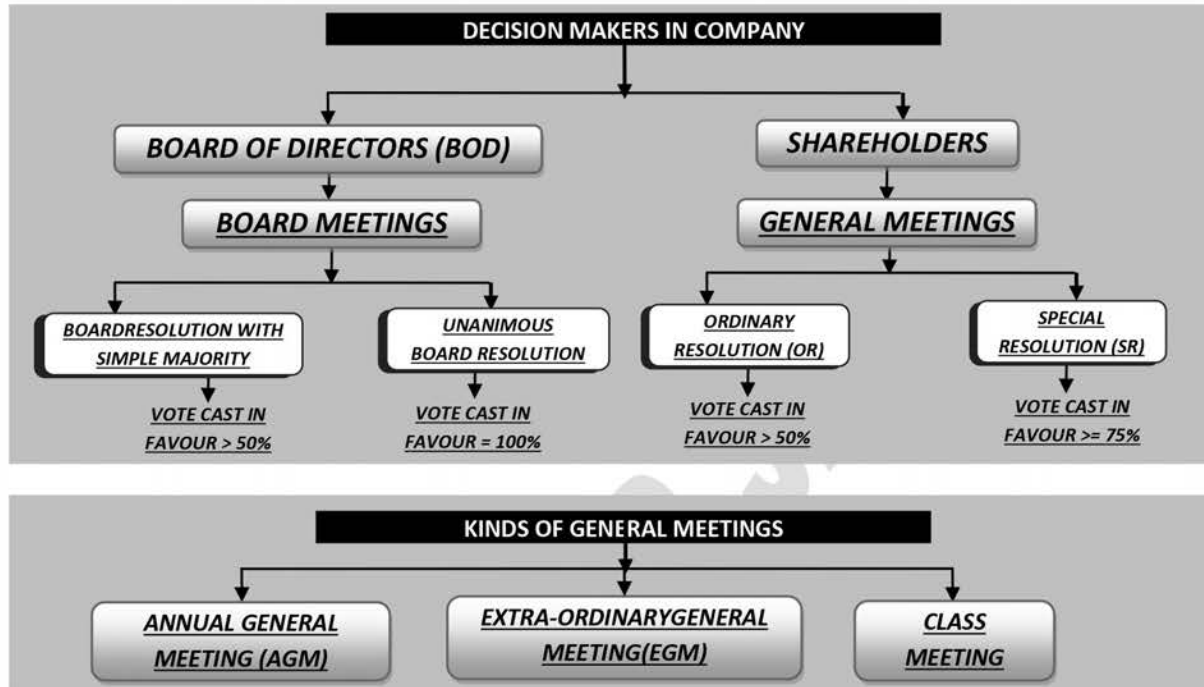 DECISION MAKERS IN COMPANY
BOARD OF DIRECTORS (BOD)
SHAREHOLDERS
BOARD MEETINGS
GENERAL MEETINGS
BOARDRESOLUTION WITH
SIMPLE MAJORITY
UNANIMOUS
BOARD RESOLUTION
ORDINARY
RESOLUTION (OR)
SPECIAL
RESOLUTION (SR)
VOTE CAST IN
FAVOUR > 50%
VOTE CAST IN
FAVOUR = 100%
VOTE CAST IN
FAVOUR > 50%
VOTE CAST IN
FAVOUR >= 75%
KINDS OF GENERAL MEETINGS
ANNUAL GENERAL
MEETING (AGM)
EXTRA-ORDINARYGENERAL
MEETING(EGM)
CLASS
MEETING